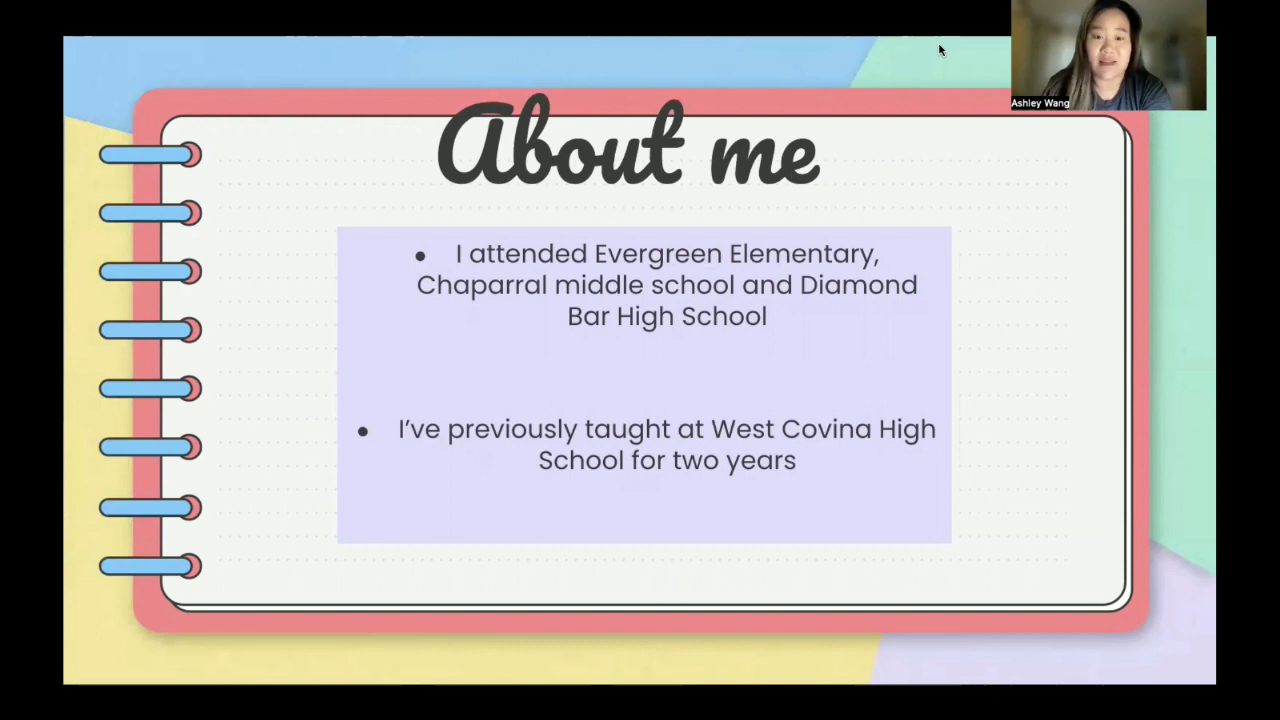 Ashley Wang
About me
● I attended Evergreen Elementary,
Chaparral middle school and Diamond
Bar High School
● I’ve previously taught at West Covina High
School for two years